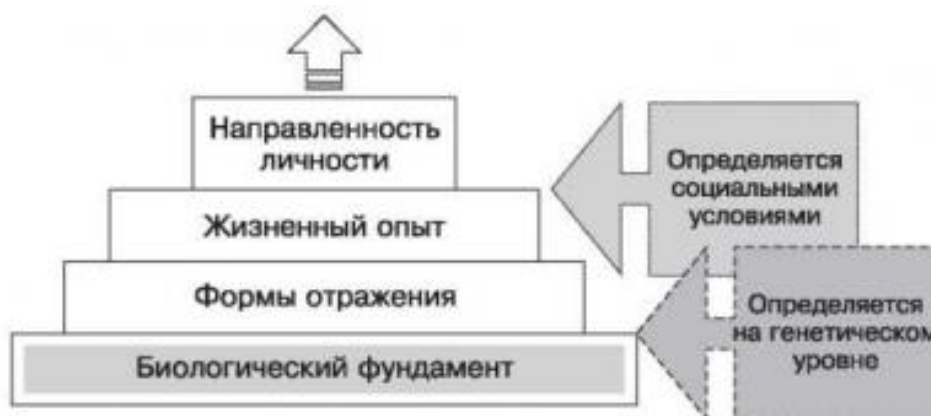 Направленность
личности
Жизненный опыт
Формы отражения
Биологический фундамент
Определяется
социальными
условиями
Определяется
на генетическом
уровне